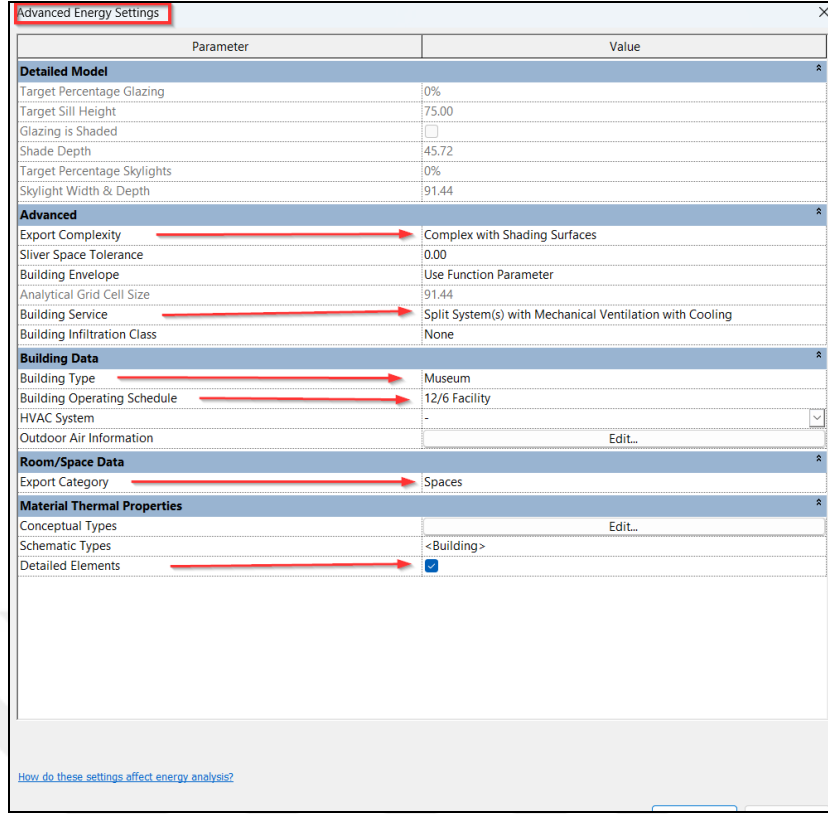 Advanced Energy Settings
Parameter Value
Detailed Model
Target Percentage Glazing 0%
Target Sill Height 75.00
Glazing is Shaded
Shade Depth 45.72
Target Percentage Skylights 0%
Skylight Width & Depth 91.44
Advanced
Export Complexity Complex with Shading Surfaces
Sliver Space Tolerance 0.00
Building Envelope Use Function Parameter
Analytical Grid Cell Size 91.44
Building Service Split System(s) with Mechanical Ventilation with Cooling
Building Infiltration Class None
Building Data
Building Type Museum
Building Operating Schedule 12/6 Facility
HVAC System -
Outdoor Air Information Edit...
Room/Space Data
Export Category Spaces
Material Thermal Properties
Conceptual Types Edit...
Schematic Types <Building>
Detailed Elements
How do these settings affect energy analysis?